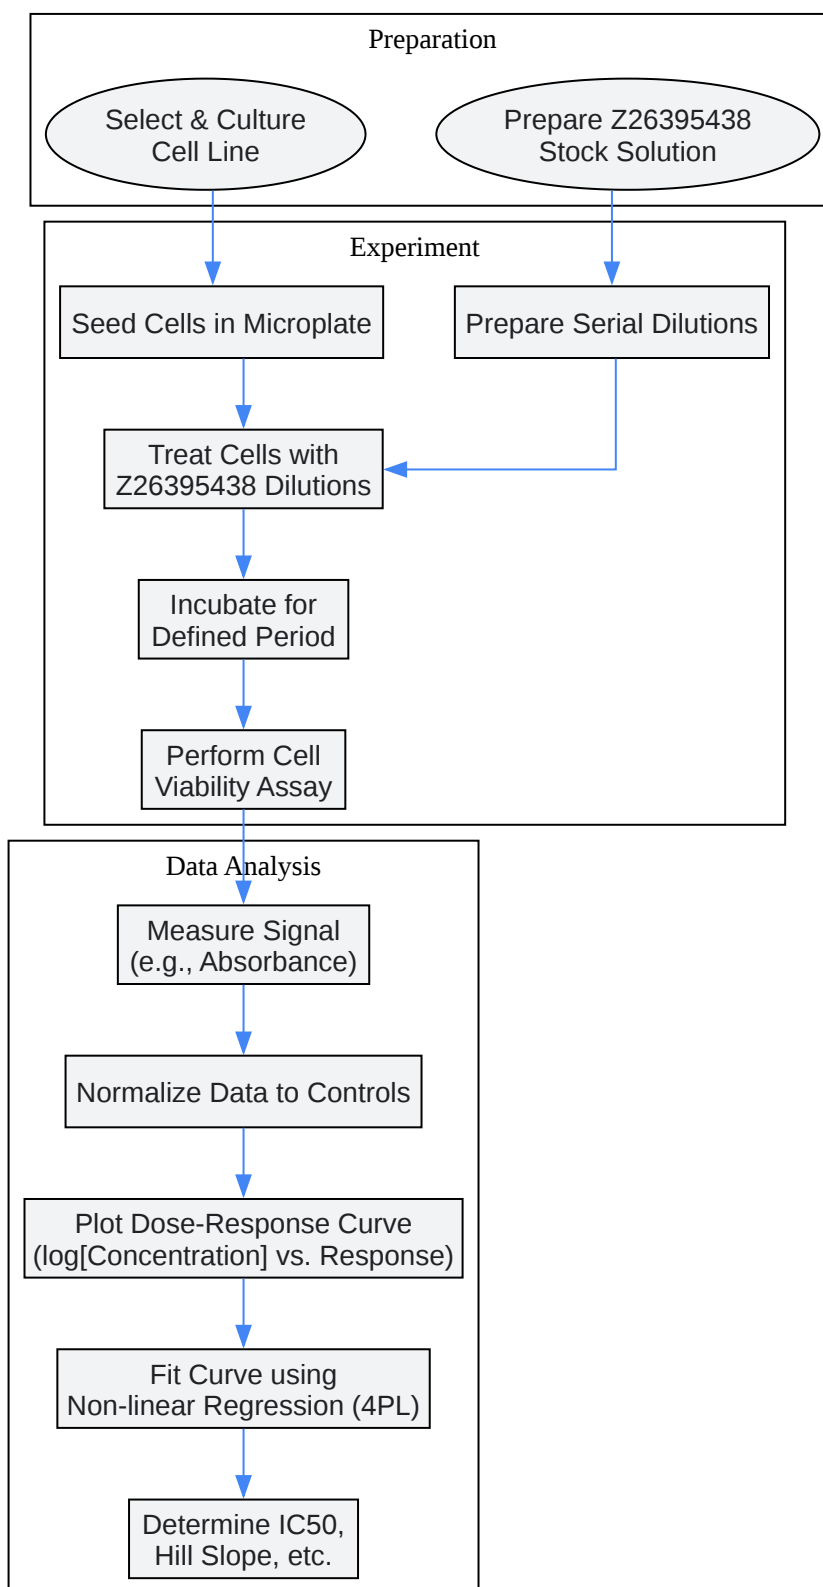 Preparation
Select & Culture
Cell Line
Prepare Z26395438
Stock Solution
Experiment
Seed Cells in Microplate
Prepare Serial Dilutions
Treat Cells with
Z26395438 Dilutions
Incubate for
Defined Period
Perform Cell
Viability Assay
Data Analysis
Measure Signal
(e.g., Absorbance)
Normalize Data to Controls
Plot Dose-Response Curve
(log[Concentration] vs. Response)
Fit Curve using
Non-linear Regression (4PL)
Determine IC50,
Hill Slope, etc.